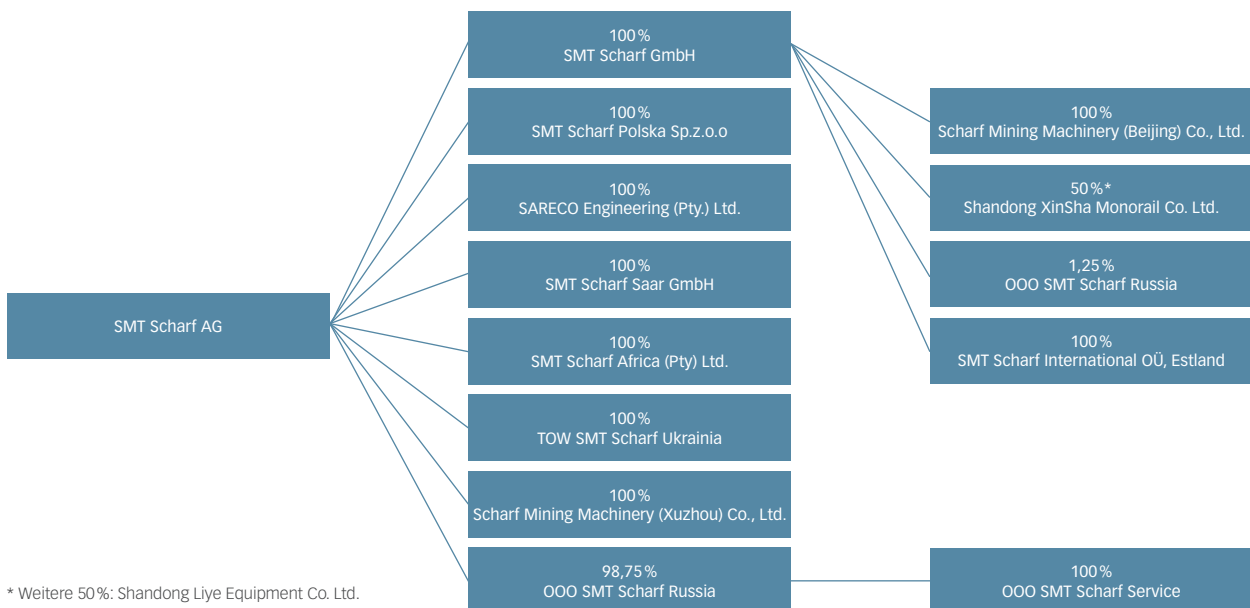 SMT Scharf AG
100 %
SMT Scharf GmbH
100 %
SMT Scharf Polska Sp.z.o.o
100 %
SARECO Engineering (Pty.) Ltd.
100 %
SMT Scharf Saar GmbH
100 %
SMT Scharf Africa (Pty) Ltd.
100 %
TOW SMT Scharf Ukrainia
100 %
Scharf Mining Machinery (Xuzhou) Co., Ltd.
98,75 %
OOO SMT Scharf Russia
100 %
Scharf Mining Machinery (Beijing) Co., Ltd.
50 %*
Shandong XinSha Monorail Co. Ltd.
1,25 %
OOO SMT Scharf Russia
100 %
SMT Scharf International OÜ, Estland
100 %
OOO SMT Scharf Service
* Weitere 50 %: Shandong Liye Equipment Co. Ltd.